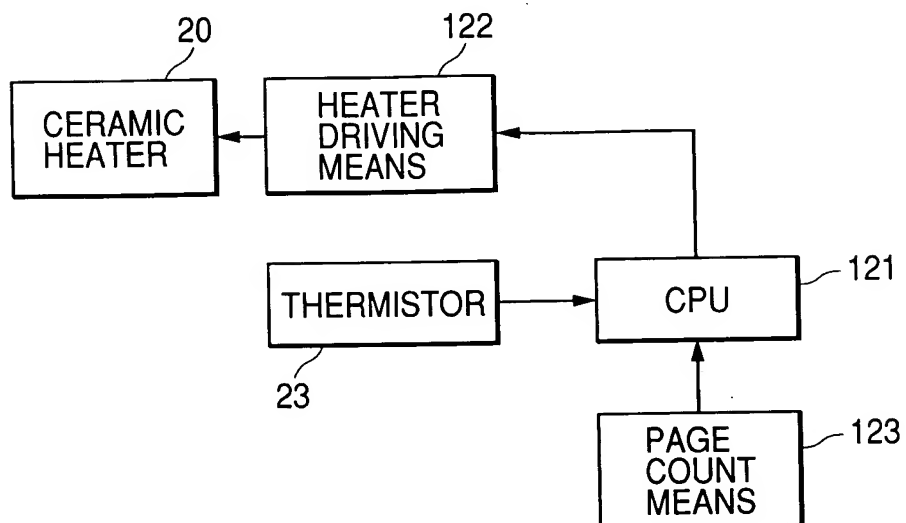 20
CERAMIC
HEATER
122
HEATER
DRIVING
MEANS
THERMISTOR
23
CPU
121
PAGE
COUNT
MEANS
123